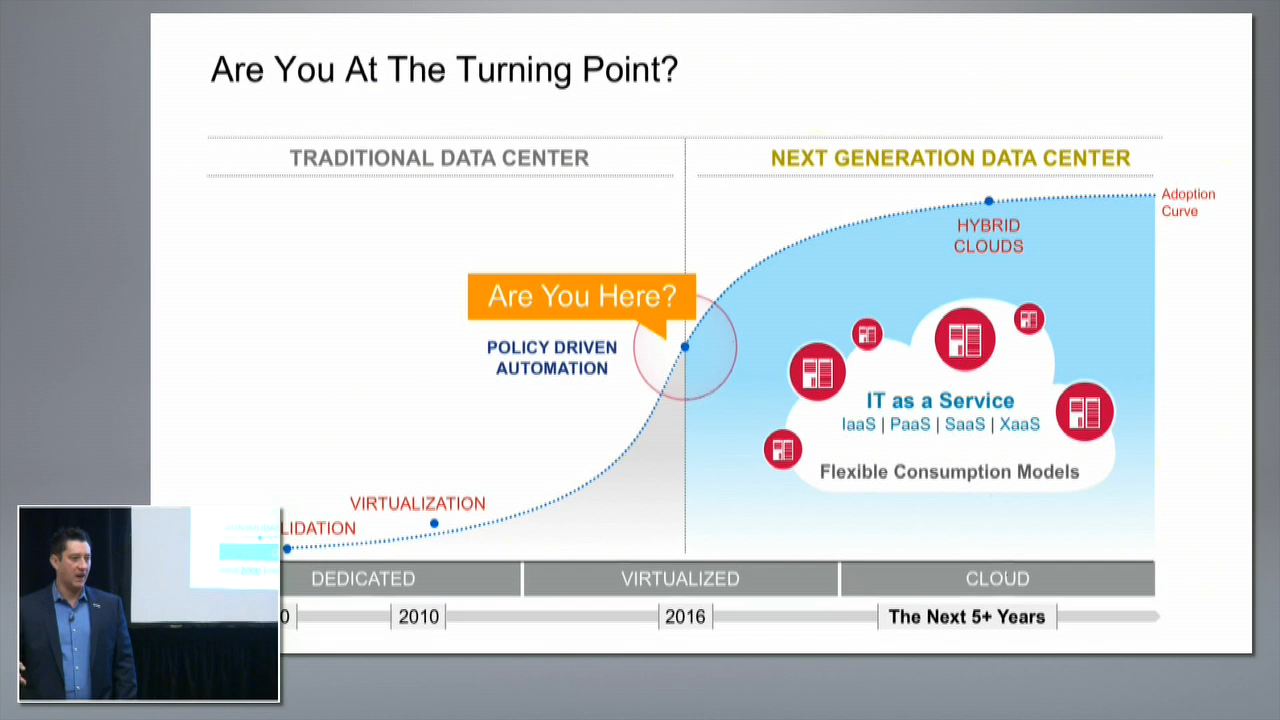 Are You At The Turning Point?
TRADITIONAL DATA CENTER
NEXT GENERATION DATA CENTER
Adoption
Curve
HYBRID
CLOUDS
Are You Here?
POLICY DRIVEN
AUTOMATION
IT as a Service
IaaS | PaaS | SaaS | XaaS
Flexible Consumption Models
VIRTUALIZATION
LIDATION
DEDICATED
VIRTUALIZED
CLOUD
0
2010
2016
The Next 5+ Years